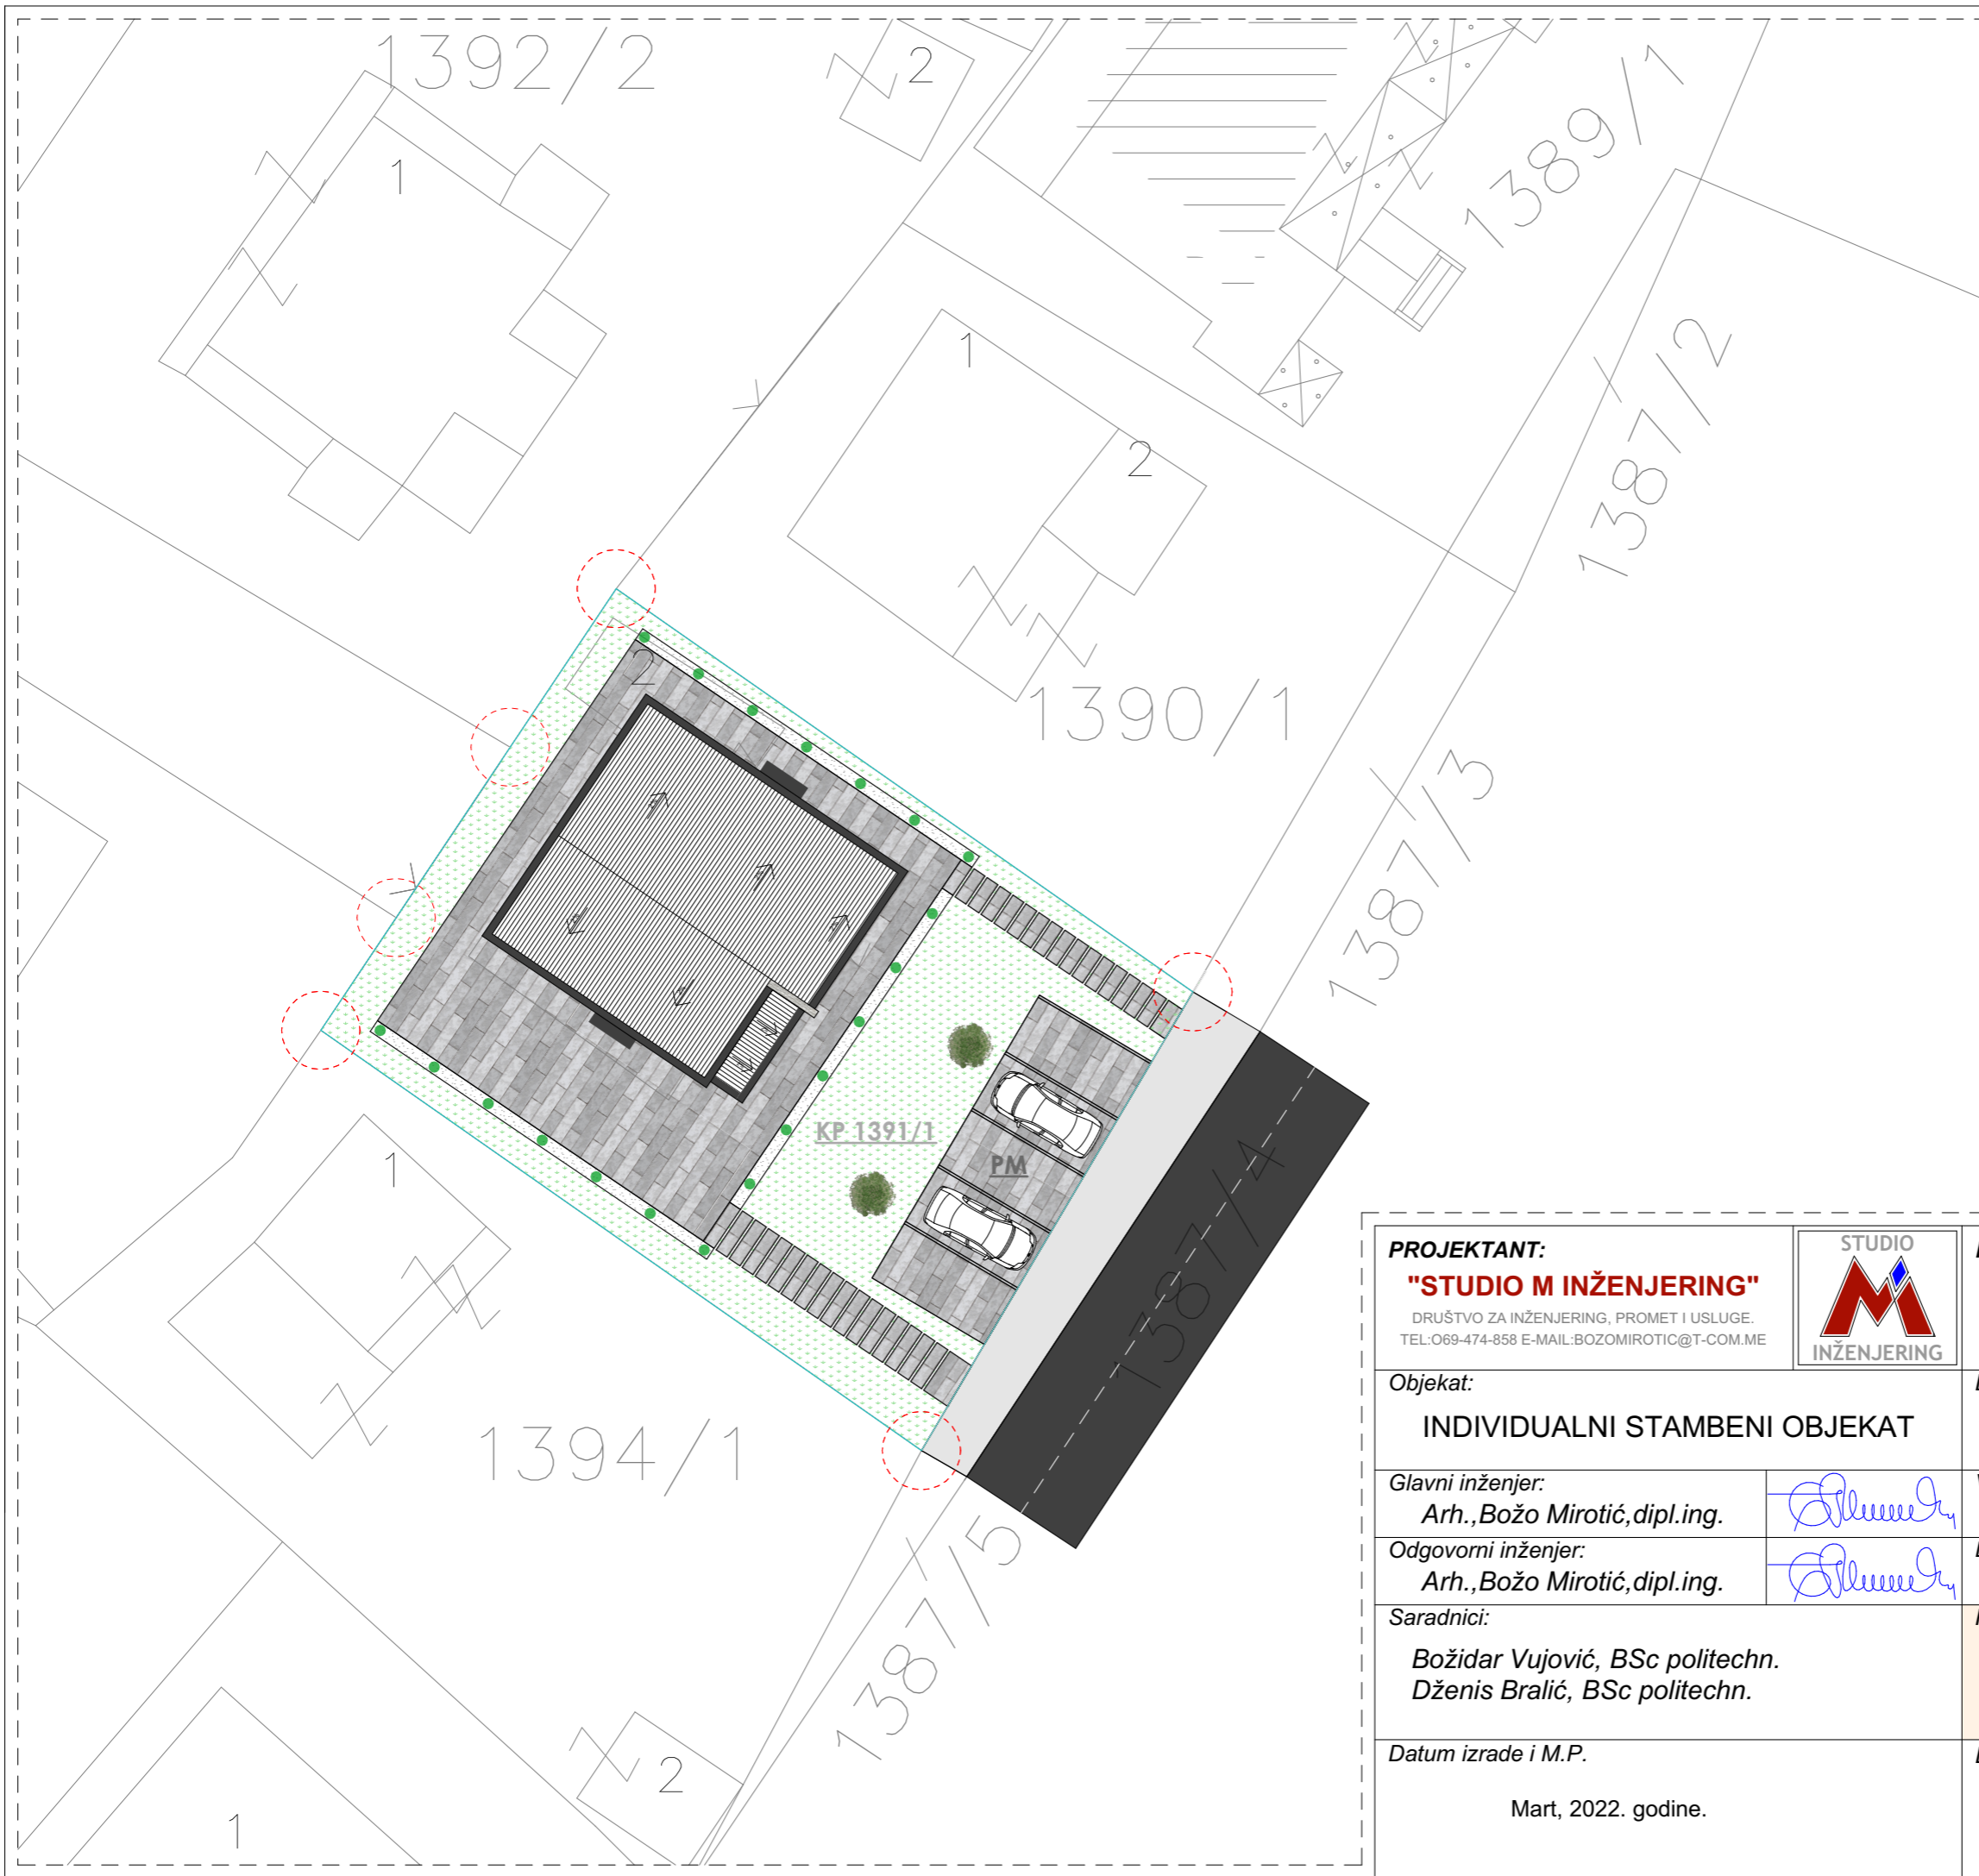 1392/2
2
1389/1
1
1
1387/2
2
2
1390/1
1387/3
KP 1391/1
PM
1
1387/4
1394/1
1387/5
2
1
PROJEKTANT:
"STUDIO M INŽENJERING"
DRUŠTVO ZA INŽENJERING, PROMET I USLUGE.
TEL:O69-474-858 E-MAIL:BOZOMIROTIC@T-COM.ME
STUDIO
INŽENJERING
Objekat:
INDIVIDUALNI STAMBENI OBJEKAT
Glavni inženjer:
Arh.,Božo Mirotić,dipl.ing.
Odgovorni inženjer:
Arh.,Božo Mirotić,dipl.ing.
Saradnici:
Božidar Vujović, BSc politechn.
Dženis Bralić, BSc politechn.
Datum izrade i M.P.
Mart, 2022. godine.